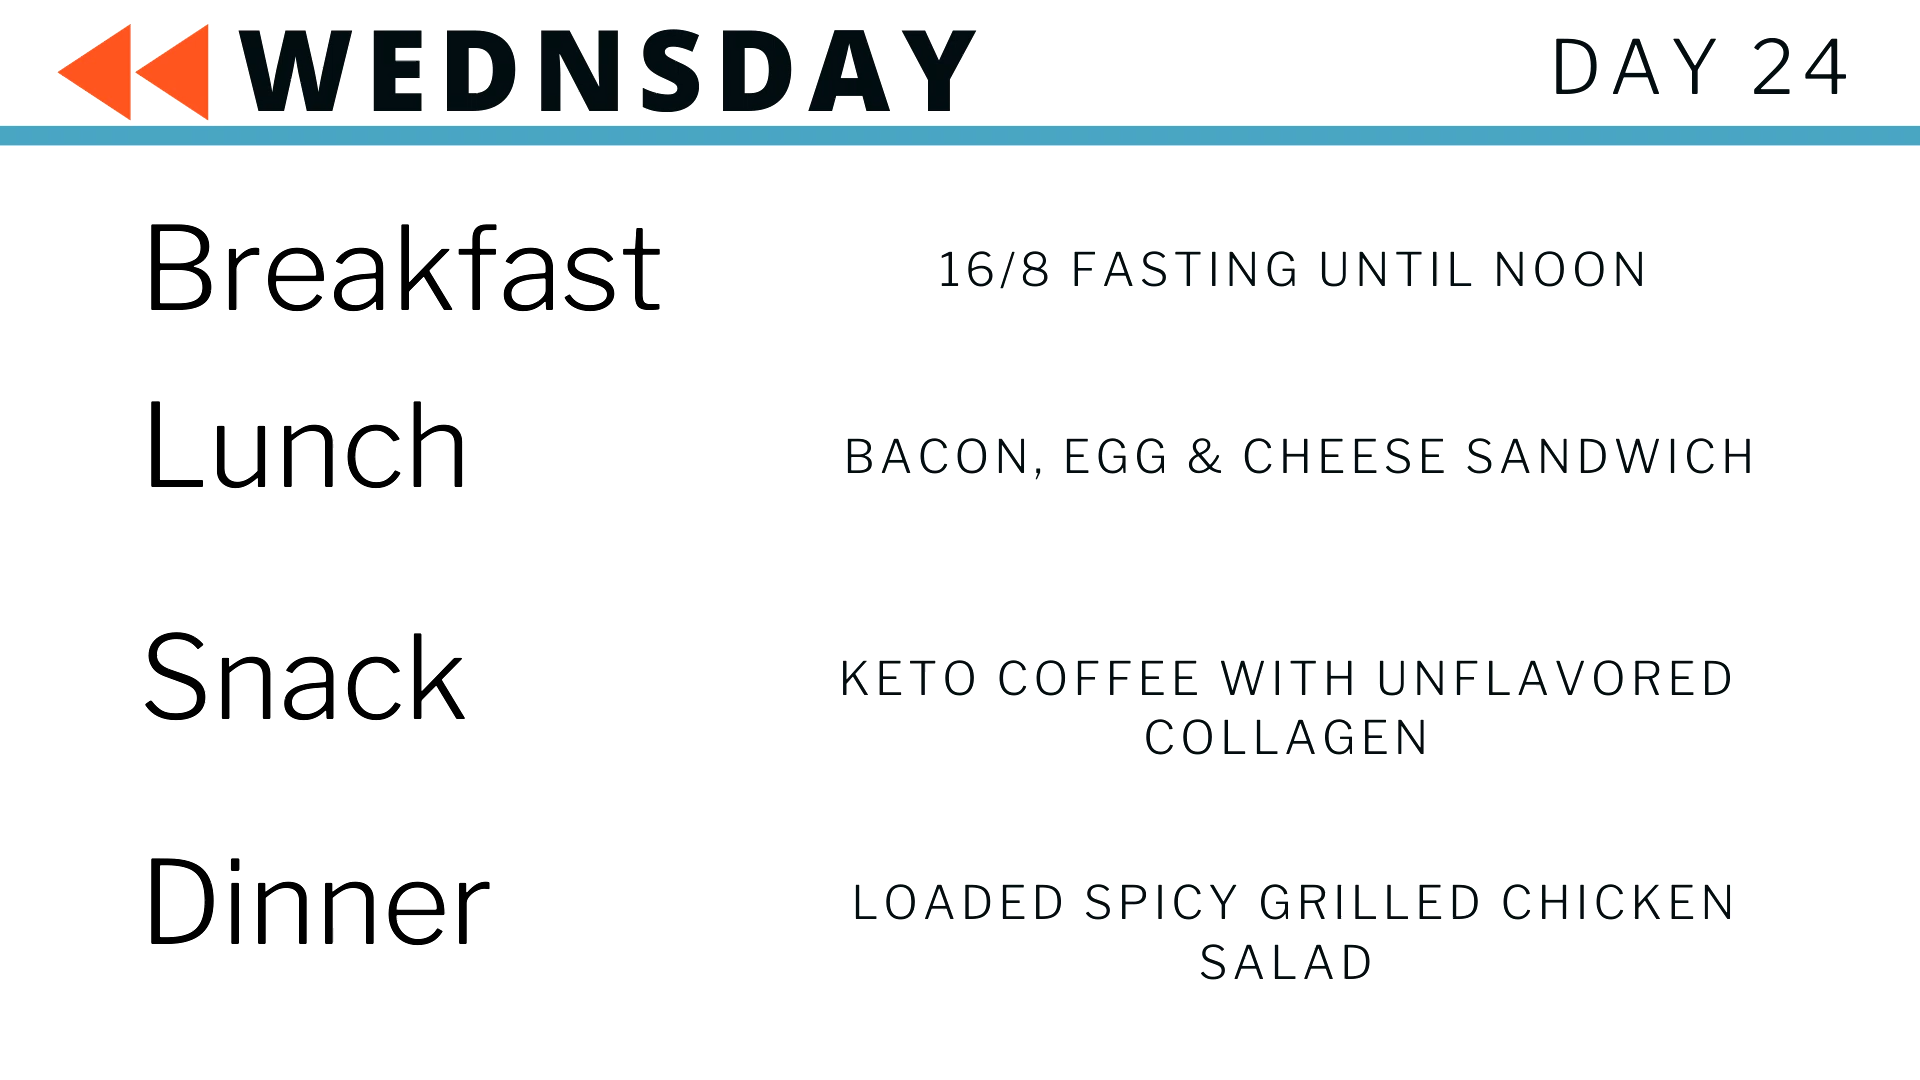 WEDNSDAY
DAY 24
Breakfast
16/8 FASTING UNTIL NOON
Lunch
BACON, EGG & CHEESE SANDWICH
Snack
KETO COFFEE WITH UNFLAVORED
COLLAGEN
Dinner
LOADED SPICY GRILLED CHICKEN
SALAD